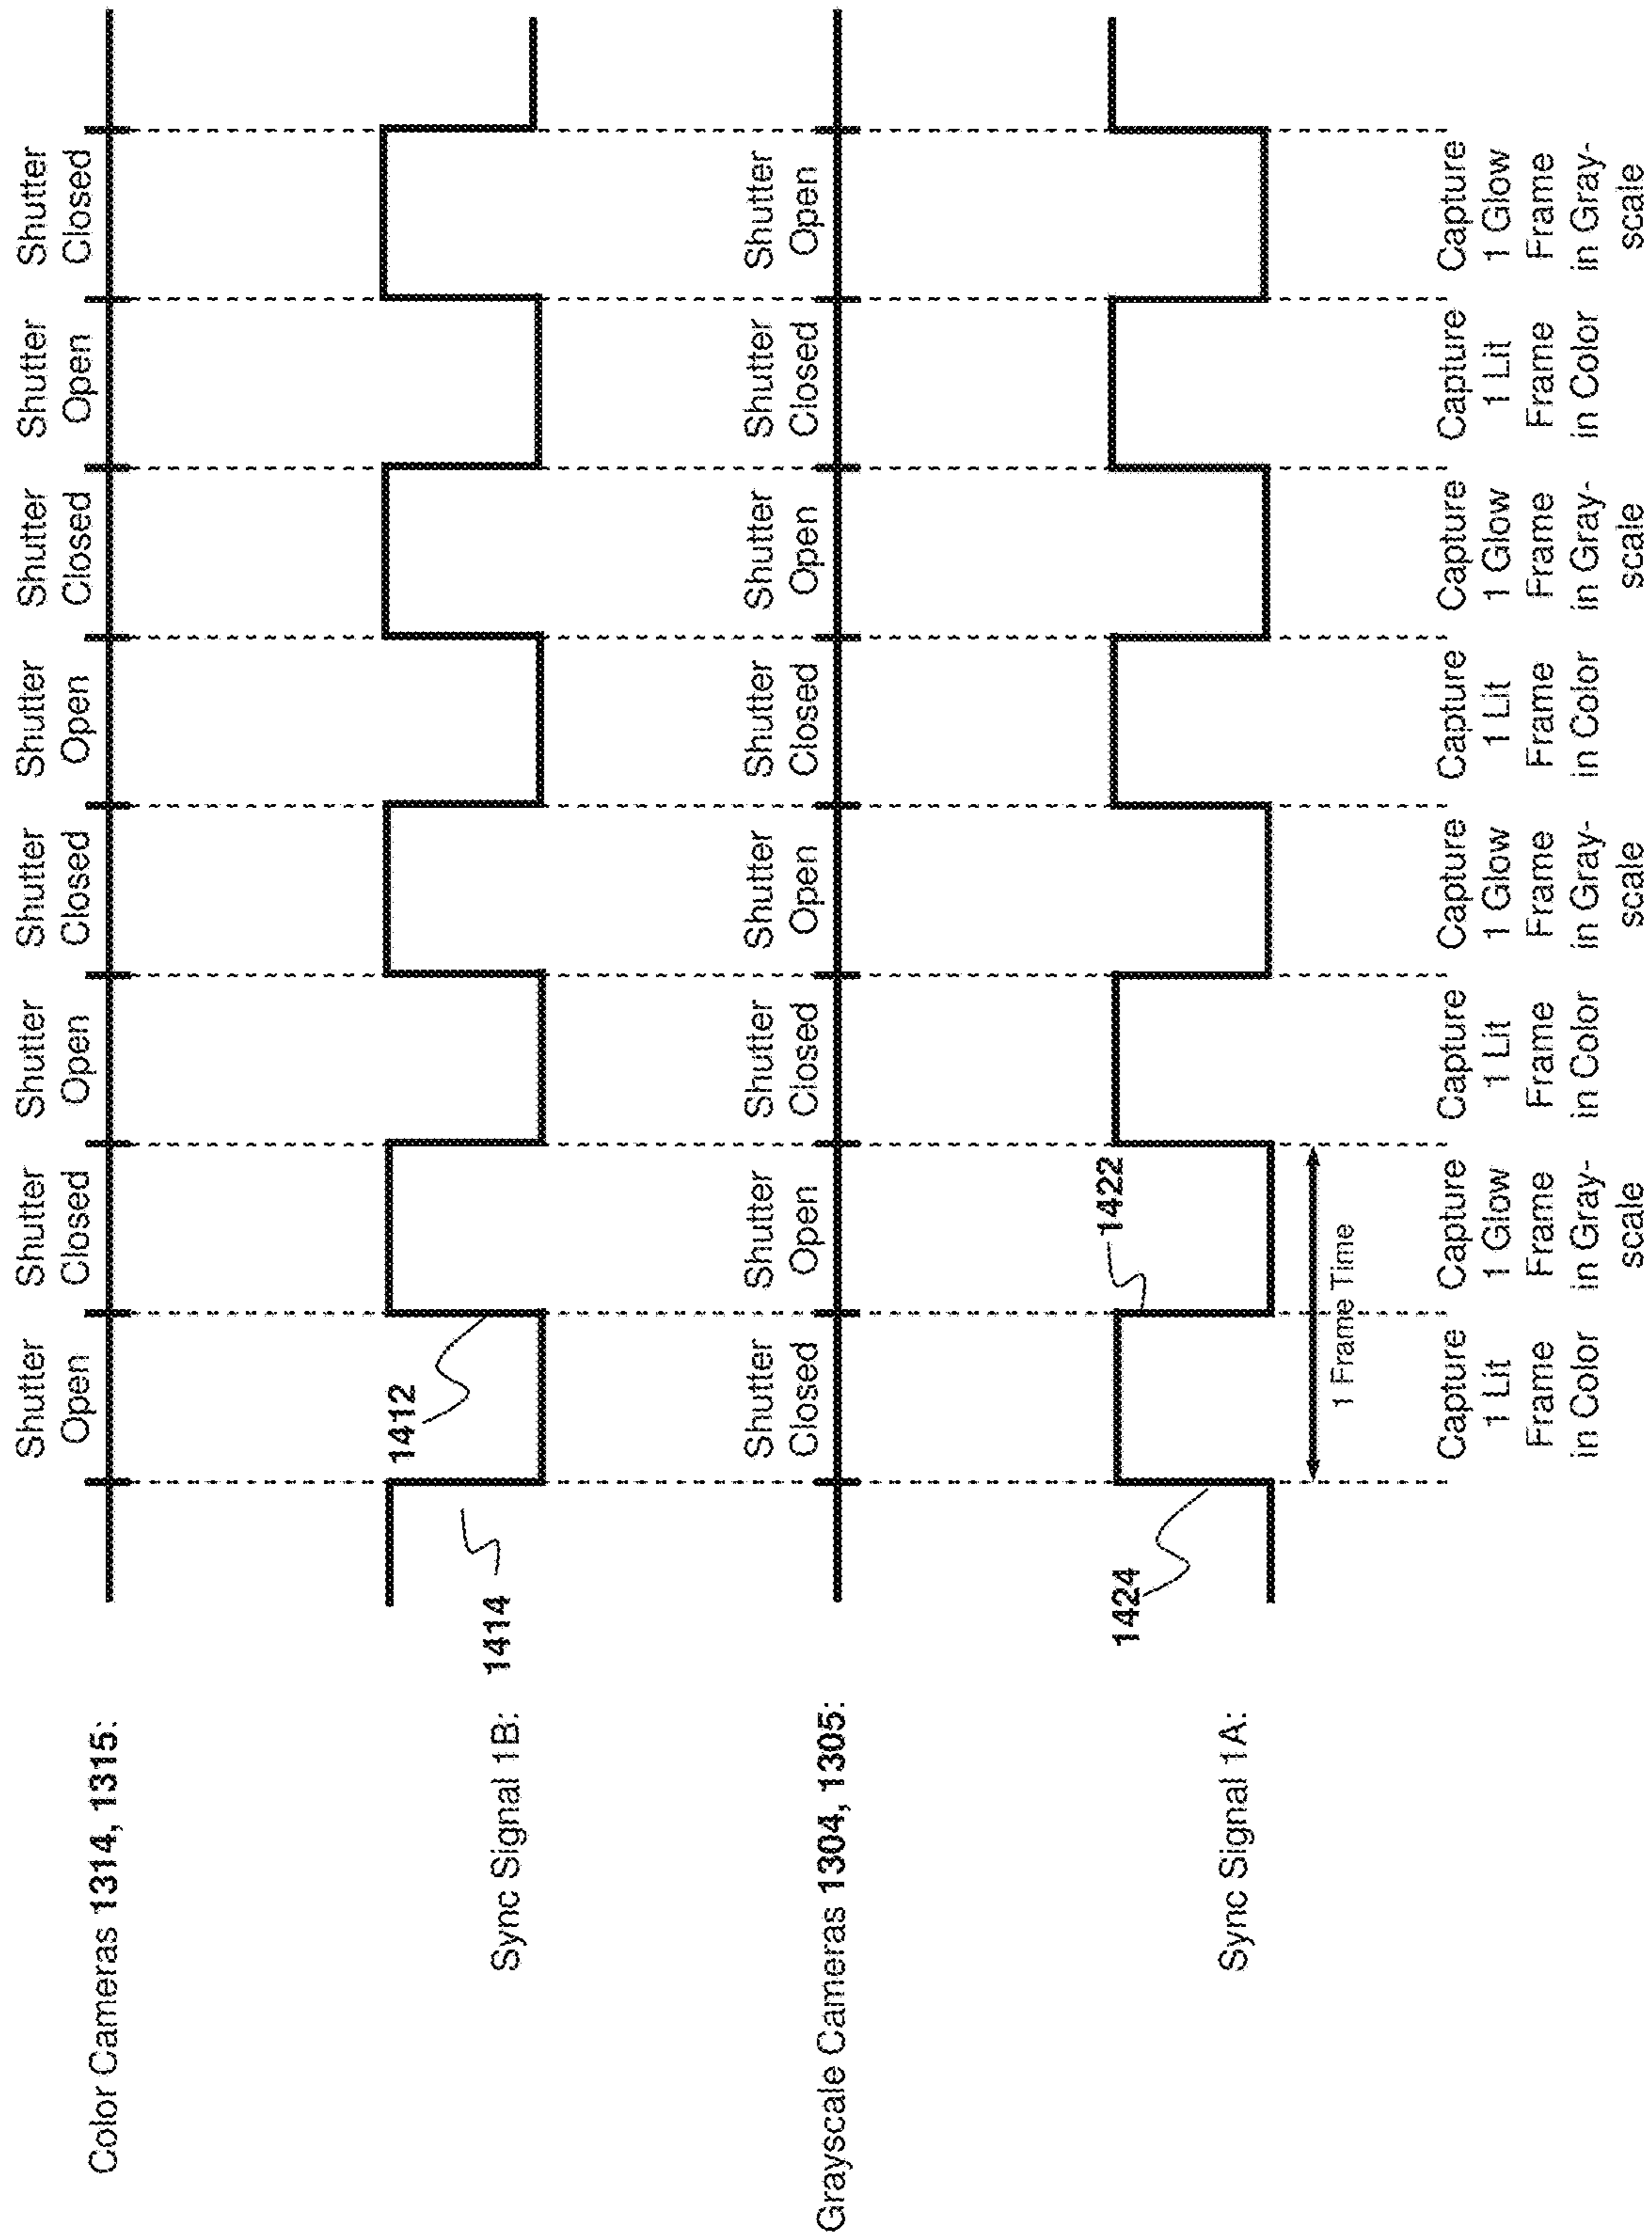 Color Cameras 1314, 1315:
Shutter
Open
Shutter
Closed
Shutter
Open
Shutter
Closed
Shutter
Open
Shutter
Closed
Shutter
Open
Shutter
Closed
1412
Sync Signal 1B:
1414
Grayscale Cameras 1304, 1305:
Shutter
Closed
Shutter
Open
Shutter
Closed
Shutter
Open
Shutter
Closed
Shutter
Open
Shutter
Closed
Shutter
Open
1422
1424
Sync Signal 1A:
1 Frame Time
Capture
1 Lit
Frame
in Color
Capture
1 Glow
Frame
in Gray-
scale
Capture
1 Lit
Frame
in Color
Capture
1 Glow
Frame
in Gray-
scale
Capture
1 Lit
Frame
in Color
Capture
1 Glow
Frame
in Gray-
scale
Capture
1 Lit
Frame
in Color
Capture
1 Glow
Frame
in Gray-
scale